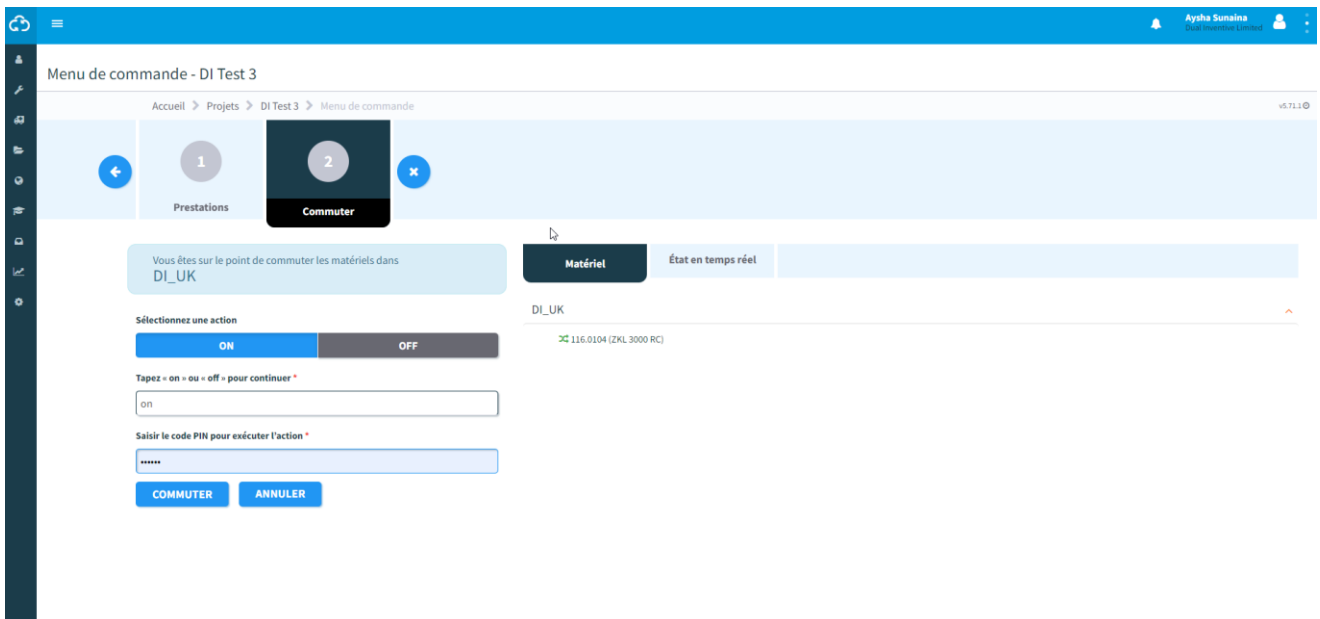 Aysha Sunaina
Dual Inventive Limited
Menu de commande - DI Test 3
Accueil > Projets > DI Test 3 > Menu de commande
v5.71.1
1
Prestations
2
Commuter
Vous êtes sur le point de commuter les matériels dans
DI_UK
Sélectionnez une action
ON
OFF
Tapez « on » ou « off » pour continuer *
on
Saisir le code PIN pour exécuter l'action *
••••••
COMMUTER
ANNULER
Matériel
État en temps réel
DI_UK
116.0104 (ZKL 3000 RC)